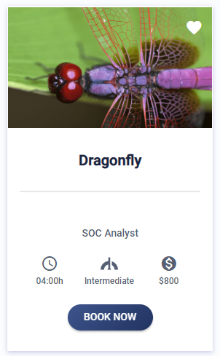 Dragonfly
SOC Analyst
04:00h Intermediate $800
BOOK NOW